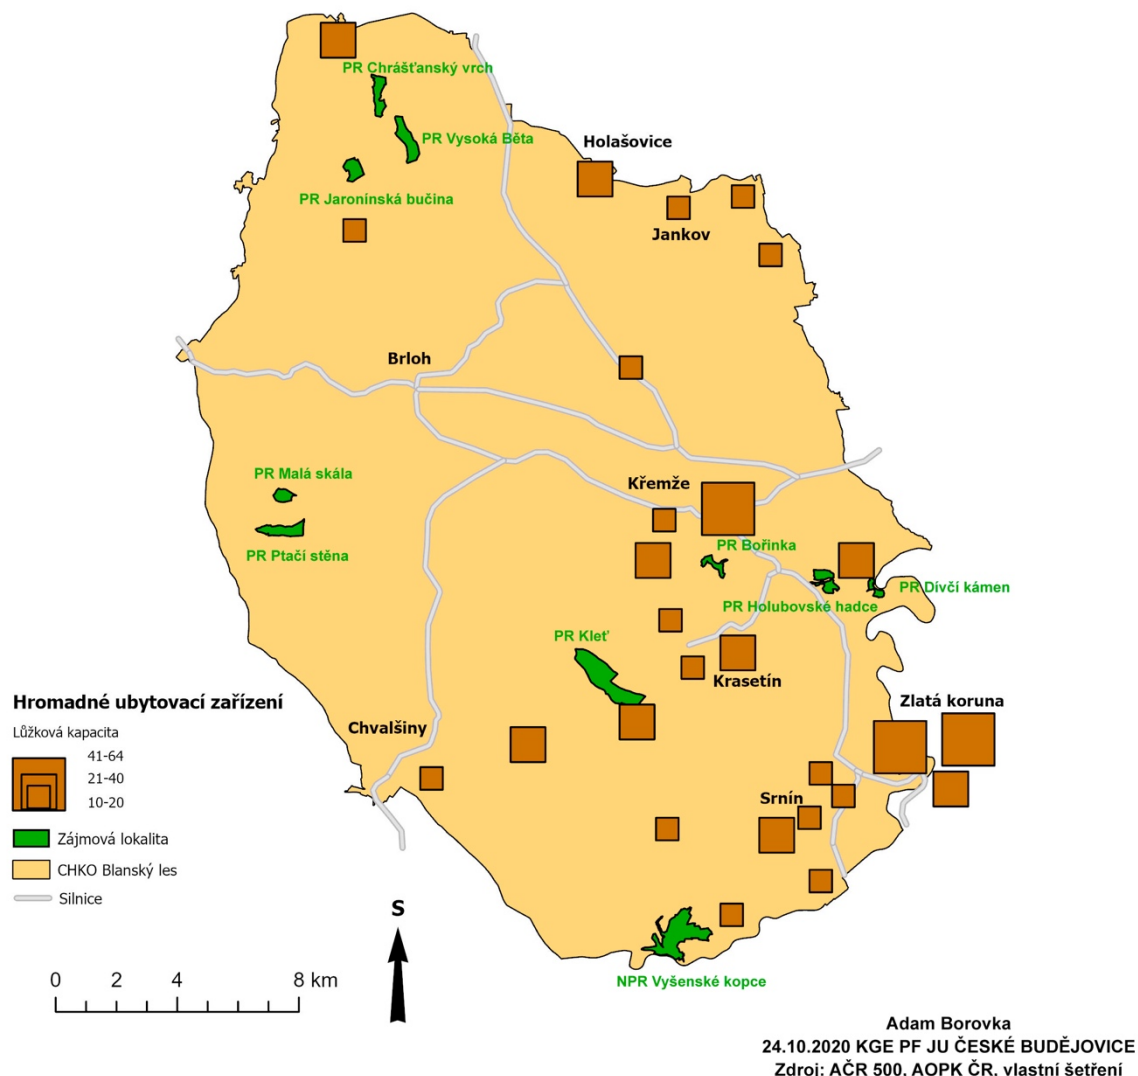 PR Chrášťanský vrch
PR Vysoká Běta
Holašovice
PR Jaronínská bučina
Jankov
Brloh
PR Malá skála
Křemže
PR Bořinka
PR Ptačí stěna
PR Dívčí kámen
PR Holubovské hadce
PR Kleť
Krasetín
Zlatá koruna
Chvalšiny
Srnín
NPR Vyšenské kopce
Hromadné ubytovací zařízení
Lůžková kapacita
41-64
21-40
10-20
Zájmová lokalita
CHKO Blanský les
Silnice
S
0 2 4 8 km
Adam Borovka
24.10.2020 KGE PF JU ČESKÉ BUDĚJOVICE
Zdroj: AČR 500, AOPK ČR, vlastní šetření